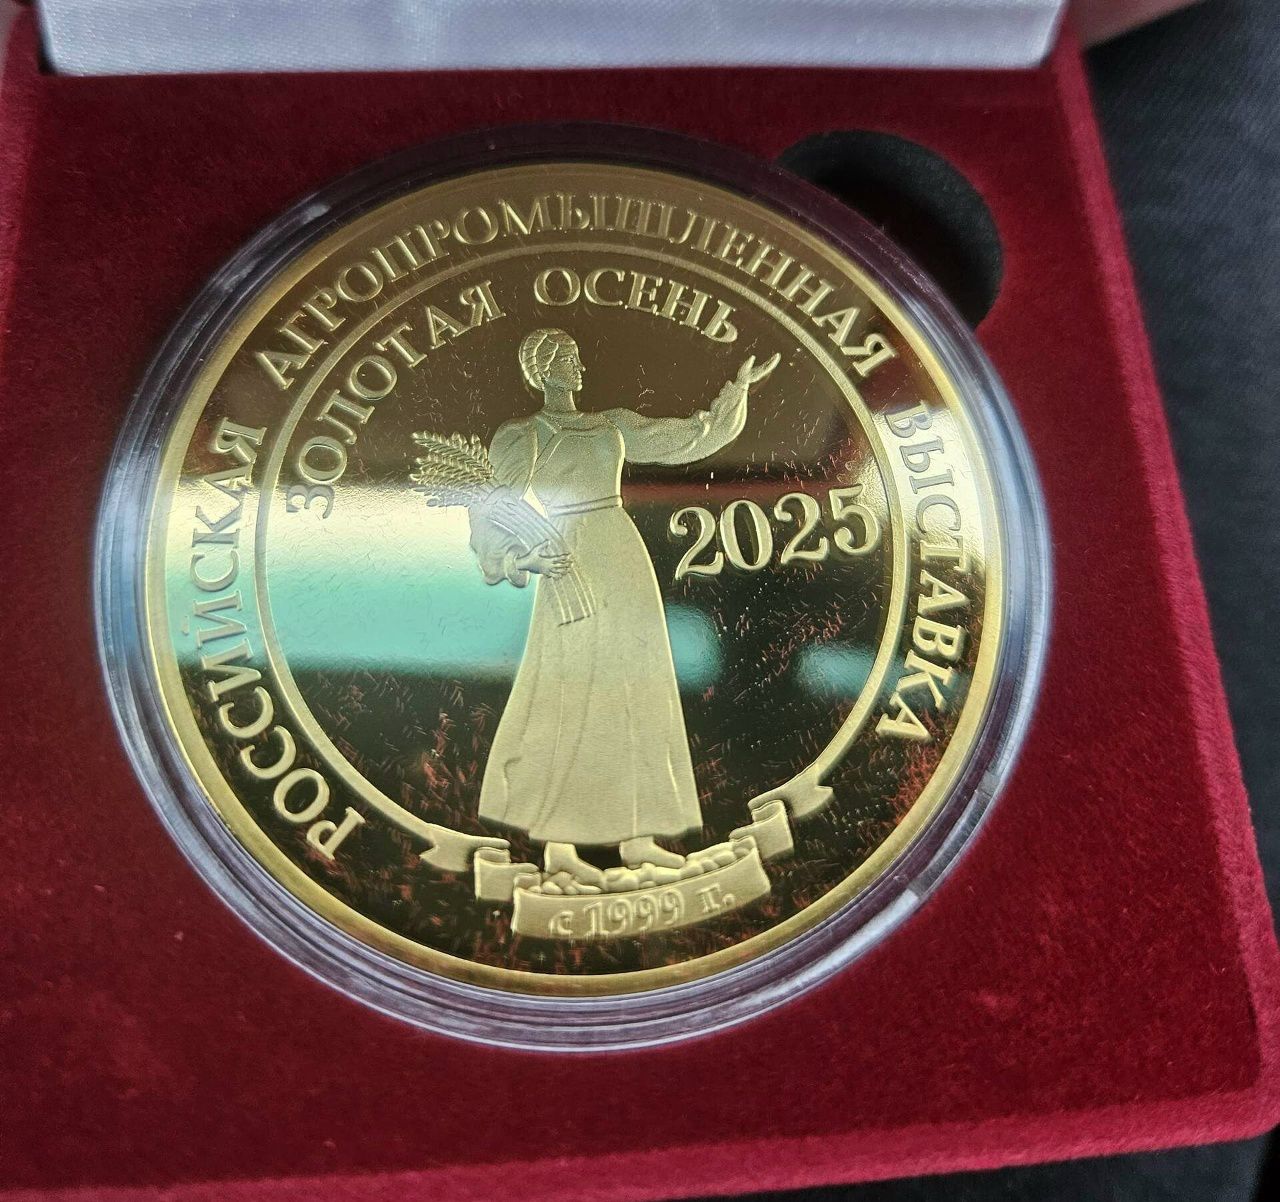 РОССИЙСКАЯ АГРОПРОМЫШЛЕННАЯ ВЫСТАВКА
ЗОЛОТАЯ ОСЕНЬ
2025
с 1999 г.